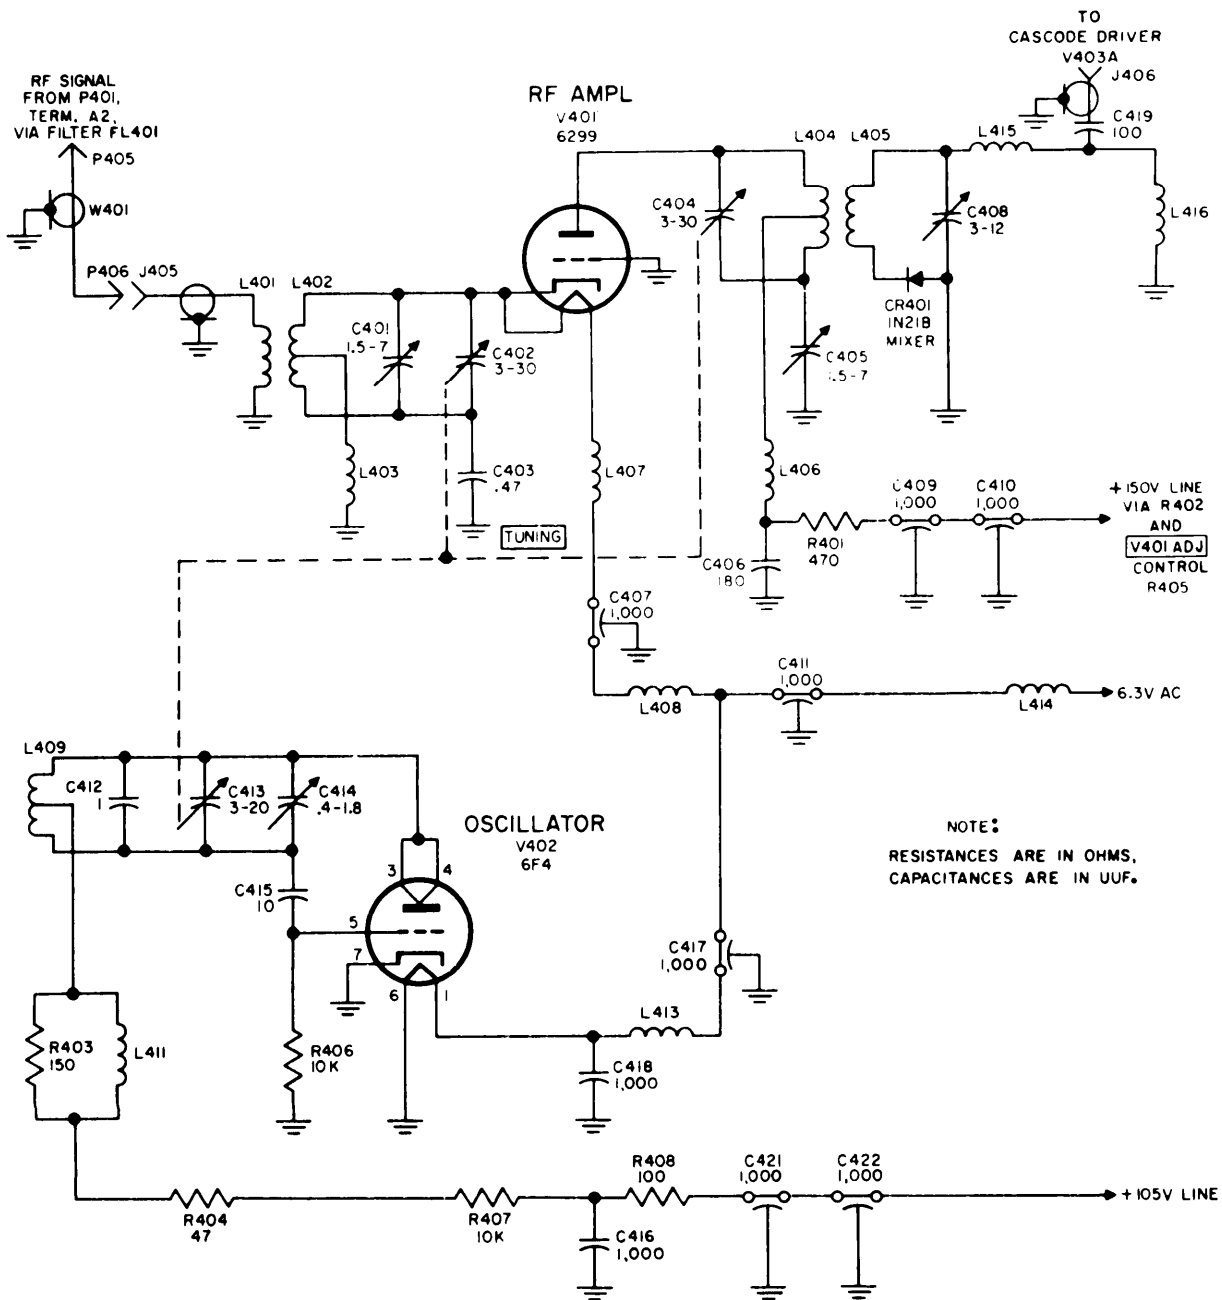 TO
CASCODE DRIVER
V403A
J406
RF SIGNAL
FROM P401,
TERM, A2,
VIA FILTER FL401
P405
W401
P406
J405
RF AMPL
V401
6299
C419
100
L415
L416
L404
L405
C404
3-30
C408
3-12
CR401
1N21B
MIXER
L401
L402
C401
1.5-7
C402
3-30
C405
1.5-7
L403
C403
.47
L407
L406
TUNING
C409
1,000
C410
1,000
R401
470
C406
180
+150V LINE
VIA R402
AND
V401 ADJ
CONTROL
R405
C407
1,000
L408
C411
1,000
L414
6.3V AC
L409
C412
1
C413
3-20
C414
.4-1.8
OSCILLATOR
V402
6F4
3
4
5
7
6
1
C415
10
NOTE:
RESISTANCES ARE IN OHMS,
CAPACITANCES ARE IN UUF.
C417
1,000
L413
C418
1,000
R403
150
L411
R406
10K
R404
47
R407
10K
R408
100
C416
1,000
C421
1,000
C422
1,000
+105V LINE